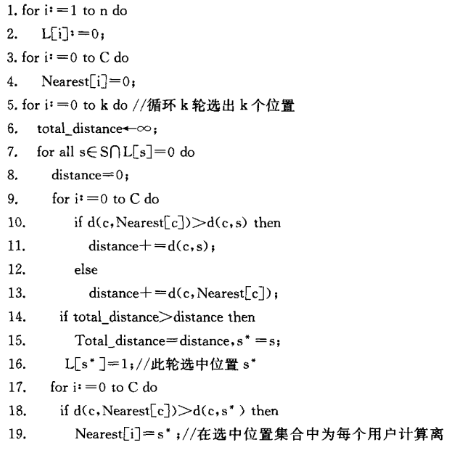 1. for i:=1 to n do
2. L[i]:=0;
3. for i:=0 to C do
4. Nearest[i]=0;
5. for i:=0 to k do //循环 k 轮选出 k 个位置
6. total_distance←∞;
7. for all s∈S∩L[s]=0 do
8. distance=0;
9. for i:=0 to C do
10. if d(c,Nearest[c])>d(c,s) then
11. distance+=d(c,s);
12. else
13. distance+=d(c,Nearest[c]);
14. if total_distance>distance then
15. Total_distance=distance,s*=s;
16. L[s*]=1;//此轮选中位置 s*
17. for i:=0 to C do
18. if d(c,Nearest[c])>d(c,s*) then
19. Nearest[i]=s*;//在选中位置集合中为每个用户计算离